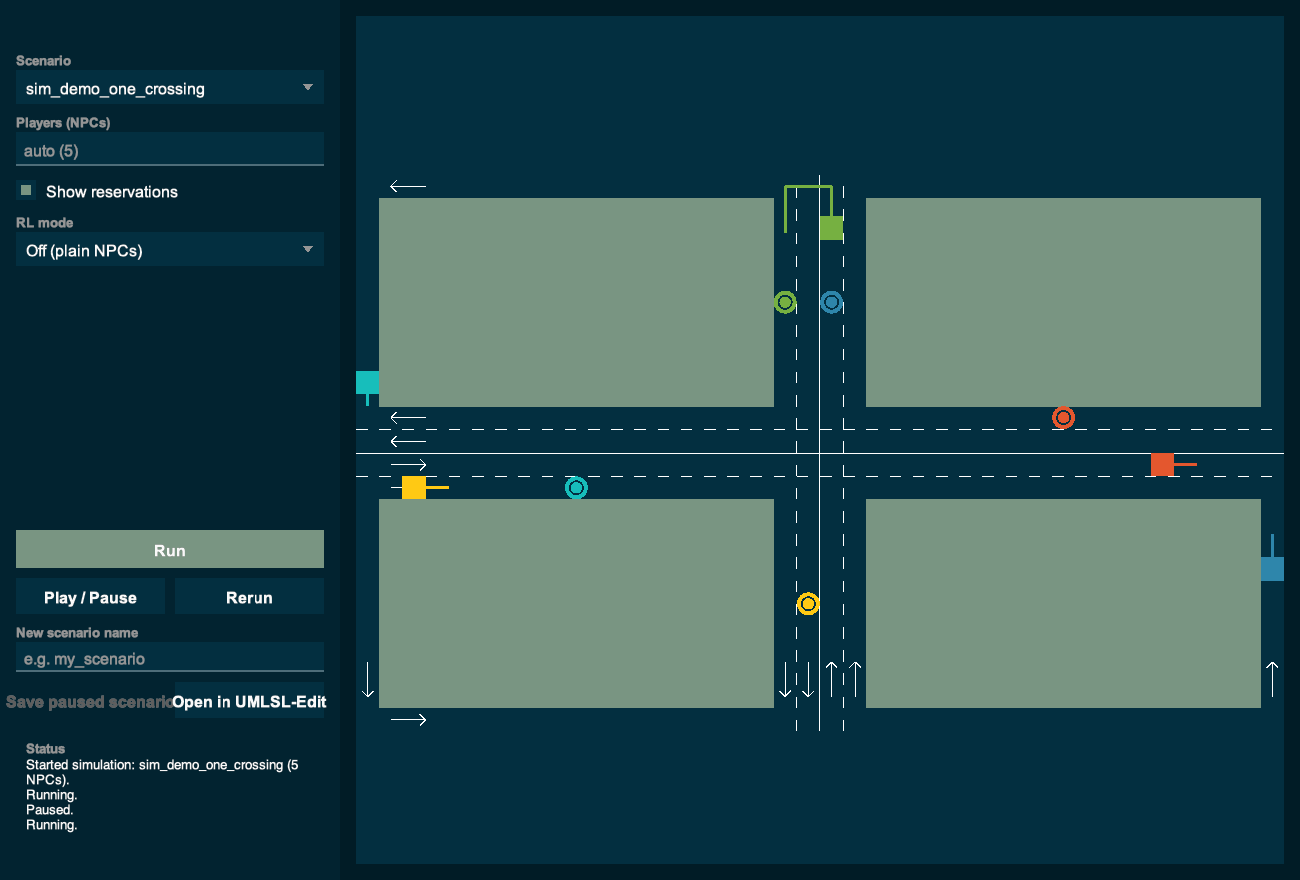 Scenario
sim_demo_one_crossing
Players (NPCs)
auto (5)
Show reservations
RL mode
Off (plain NPCs)
Run
Play / Pause
Rerun
New scenario name
e.g. my_scenario
Save paused scenario
Open in UMLSL-Edit
Status
Started simulation: sim_demo_one_crossing (5
NPCs).
Running.
Paused.
Running.